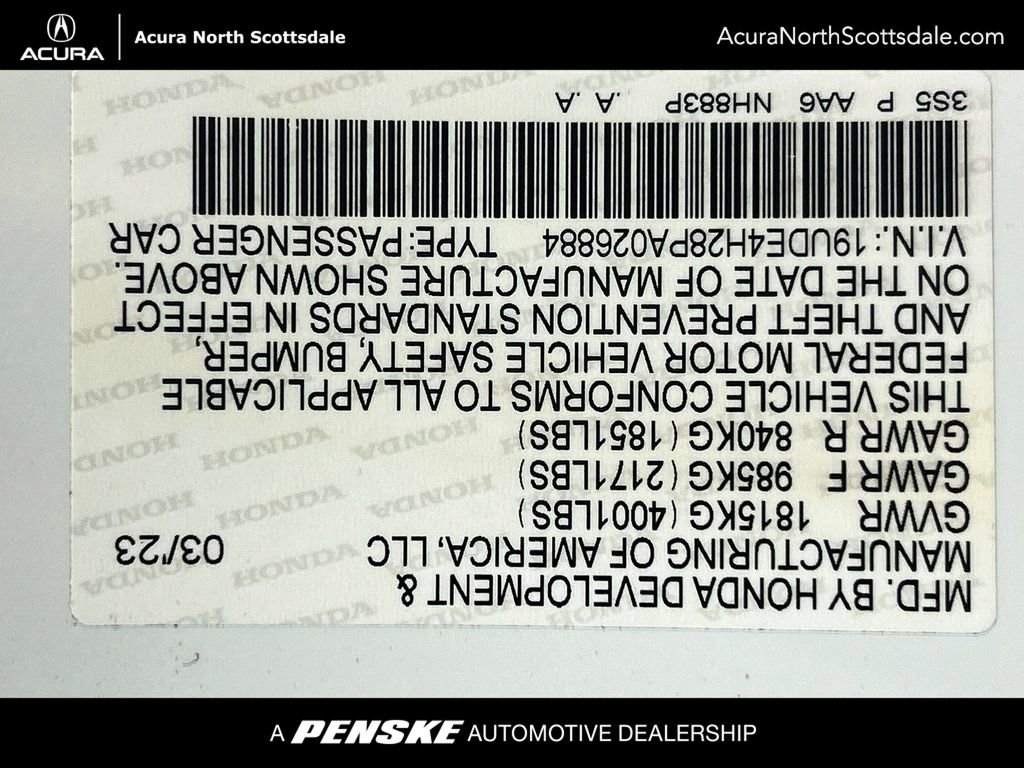 ACURA
Acura North Scottsdale
AcuraNorthScottsdale.com
MFD. BY HONDA DEVELOPMENT &
MANUFACTURING OF AMERICA, LLC 03/'23
GVWR 1815KG (4001LBS)
GAWR F 985KG (2171LBS)
GAWR R 840KG (1851LBS)
THIS VEHICLE CONFORMS TO ALL APPLICABLE
FEDERAL MOTOR VEHICLE SAFETY, BUMPER,
AND THEFT PREVENTION STANDARDS IN EFFECT
ON THE DATE OF MANUFACTURE SHOWN ABOVE.
V.I.N.: 19UDE4H28PA026884 TYPE: PASSENGER CAR
3S5 P AA6 NH883P .A .A .A
A PENSKE AUTOMOTIVE DEALERSHIP